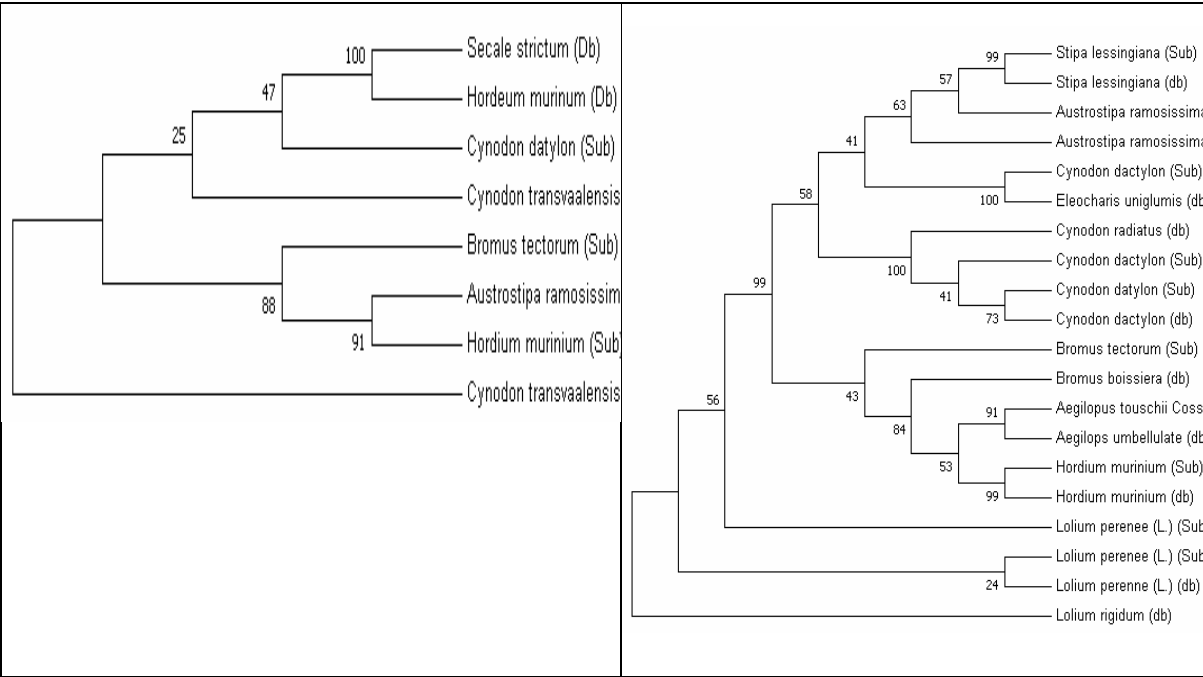 Secale strictum (Db)
100
Hordeum murinum (Db)
47
Cynodon datylon (Sub)
25
Cynodon transvaalensis
Bromus tectorum (Sub)
88
Austrostipa ramosissim
91
Hordium murinium (Sub)
Cynodon transvaalensis
Stipa lessingiana (Sub)
99
Stipa lessingiana (db)
57
Austrostipa ramosissima
63
Austrostipa ramosissima
41
Cynodon dactylon (Sub)
100
Eleocharis uniglumis (db
58
Cynodon radiatus (db)
100
Cynodon dactylon (Sub)
41
Cynodon datylon (Sub)
73
Cynodon dactylon (db)
99
Bromus tectorum (Sub)
43
Bromus boissiera (db)
84
Aegilopus touschii Coss
91
Aegilops umbellulate (db
53
Hordium murinium (Sub)
99
Hordium murinium (db)
56
Lolium perenee (L.) (Sub
Lolium perenee (L.) (Sub
24
Lolium perenne (L.) (db)
Lolium rigidum (db)